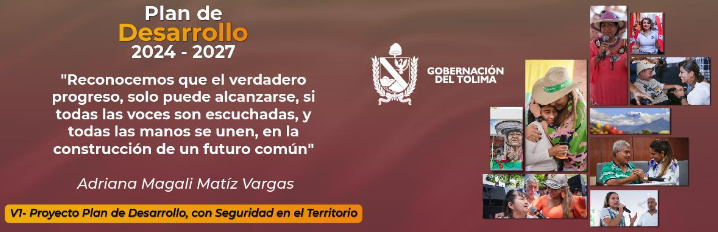 Plan de
Desarrollo
2024 - 2027
"Reconocemos que el verdadero
progreso, solo puede alcanzarse, si
todas las voces son escuchadas, y
todas las manos se unen, en la
construcción de un futuro común"
Adriana Magali Matíz Vargas
V1- Proyecto Plan de Desarrollo, con Seguridad en el Territorio
GOBERNACIÓN
DEL TOLIMA